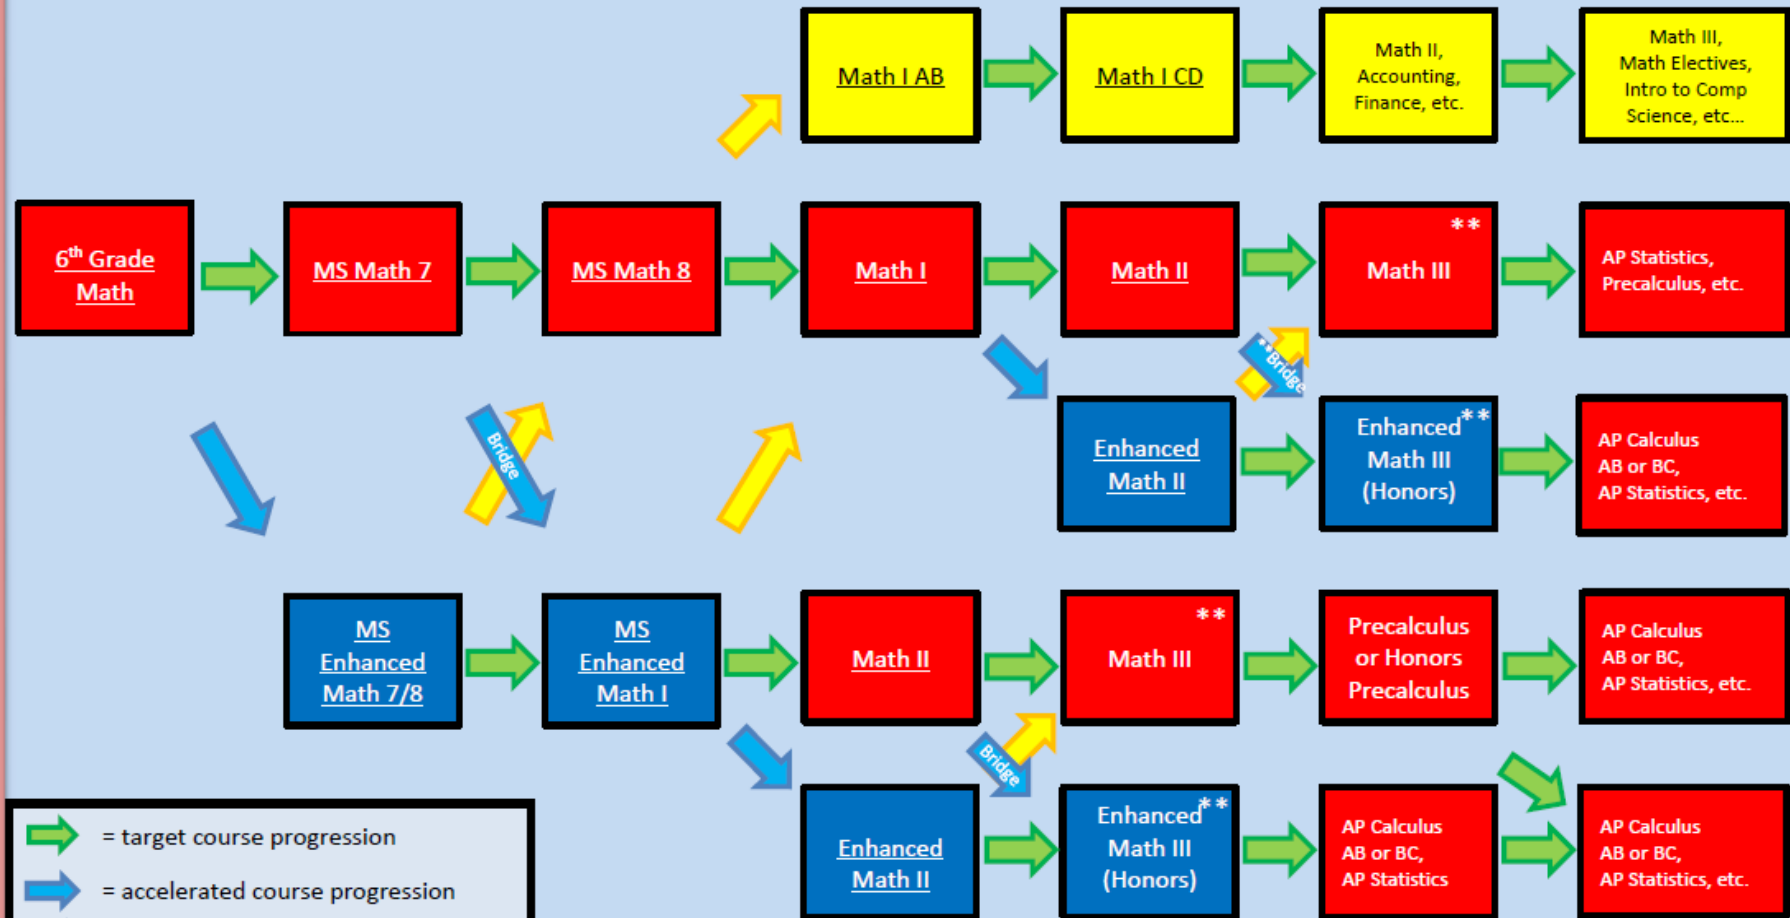 Math I AB
Math I CD
Math II,
Accounting,
Finance, etc.
Math III,
Math Electives,
Intro to Comp
Science, etc...
6th Grade
Math
MS Math 7
MS Math 8
Math I
Math II
**
Math III
AP Statistics,
Precalculus, etc.
Bridge
**Bridge
Enhanced
Math II
Enhanced**
Math III
(Honors)
AP Calculus
AB or BC,
AP Statistics, etc.
MS
Enhanced
Math 7/8
MS
Enhanced
Math I
Math II
**
Math III
Precalculus
or Honors
Precalculus
AP Calculus
AB or BC,
AP Statistics, etc.
Bridge
Enhanced
Math II
Enhanced**
Math III
(Honors)
AP Calculus
AB or BC,
AP Statistics
AP Calculus
AB or BC,
AP Statistics, etc.
= target course progression
= accelerated course progression